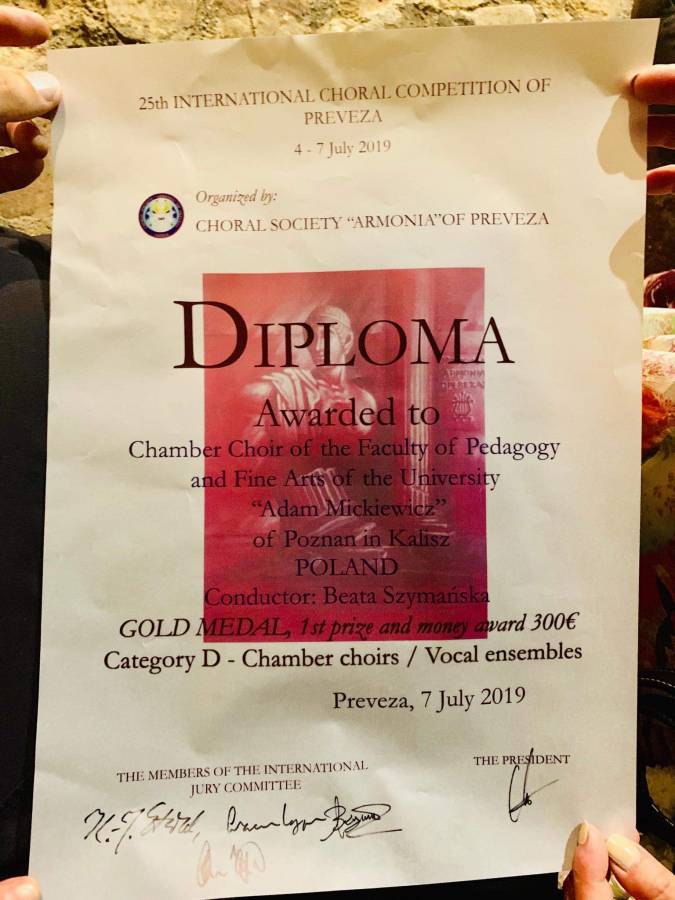 25th INTERNATIONAL CHORAL COMPETITION OF
PREVEZA
4 - 7 July 2019
Organized by:
CHORAL SOCIETY “ARMONIA”OF PREVEZA
DIPLOMA
Awarded to
Chamber Choir of the Faculty of Pedagogy
and Fine Arts of the University
“Adam Mickiewicz”
of Poznan in Kalisz
POLAND
Conductor: Beata Szymańska
GOLD MEDAL, 1st prize and money award 300€
Category D - Chamber choirs / Vocal ensembles
Preveza, 7 July 2019
THE MEMBERS OF THE INTERNATIONAL
JURY COMMITTEE
THE PRESIDENT